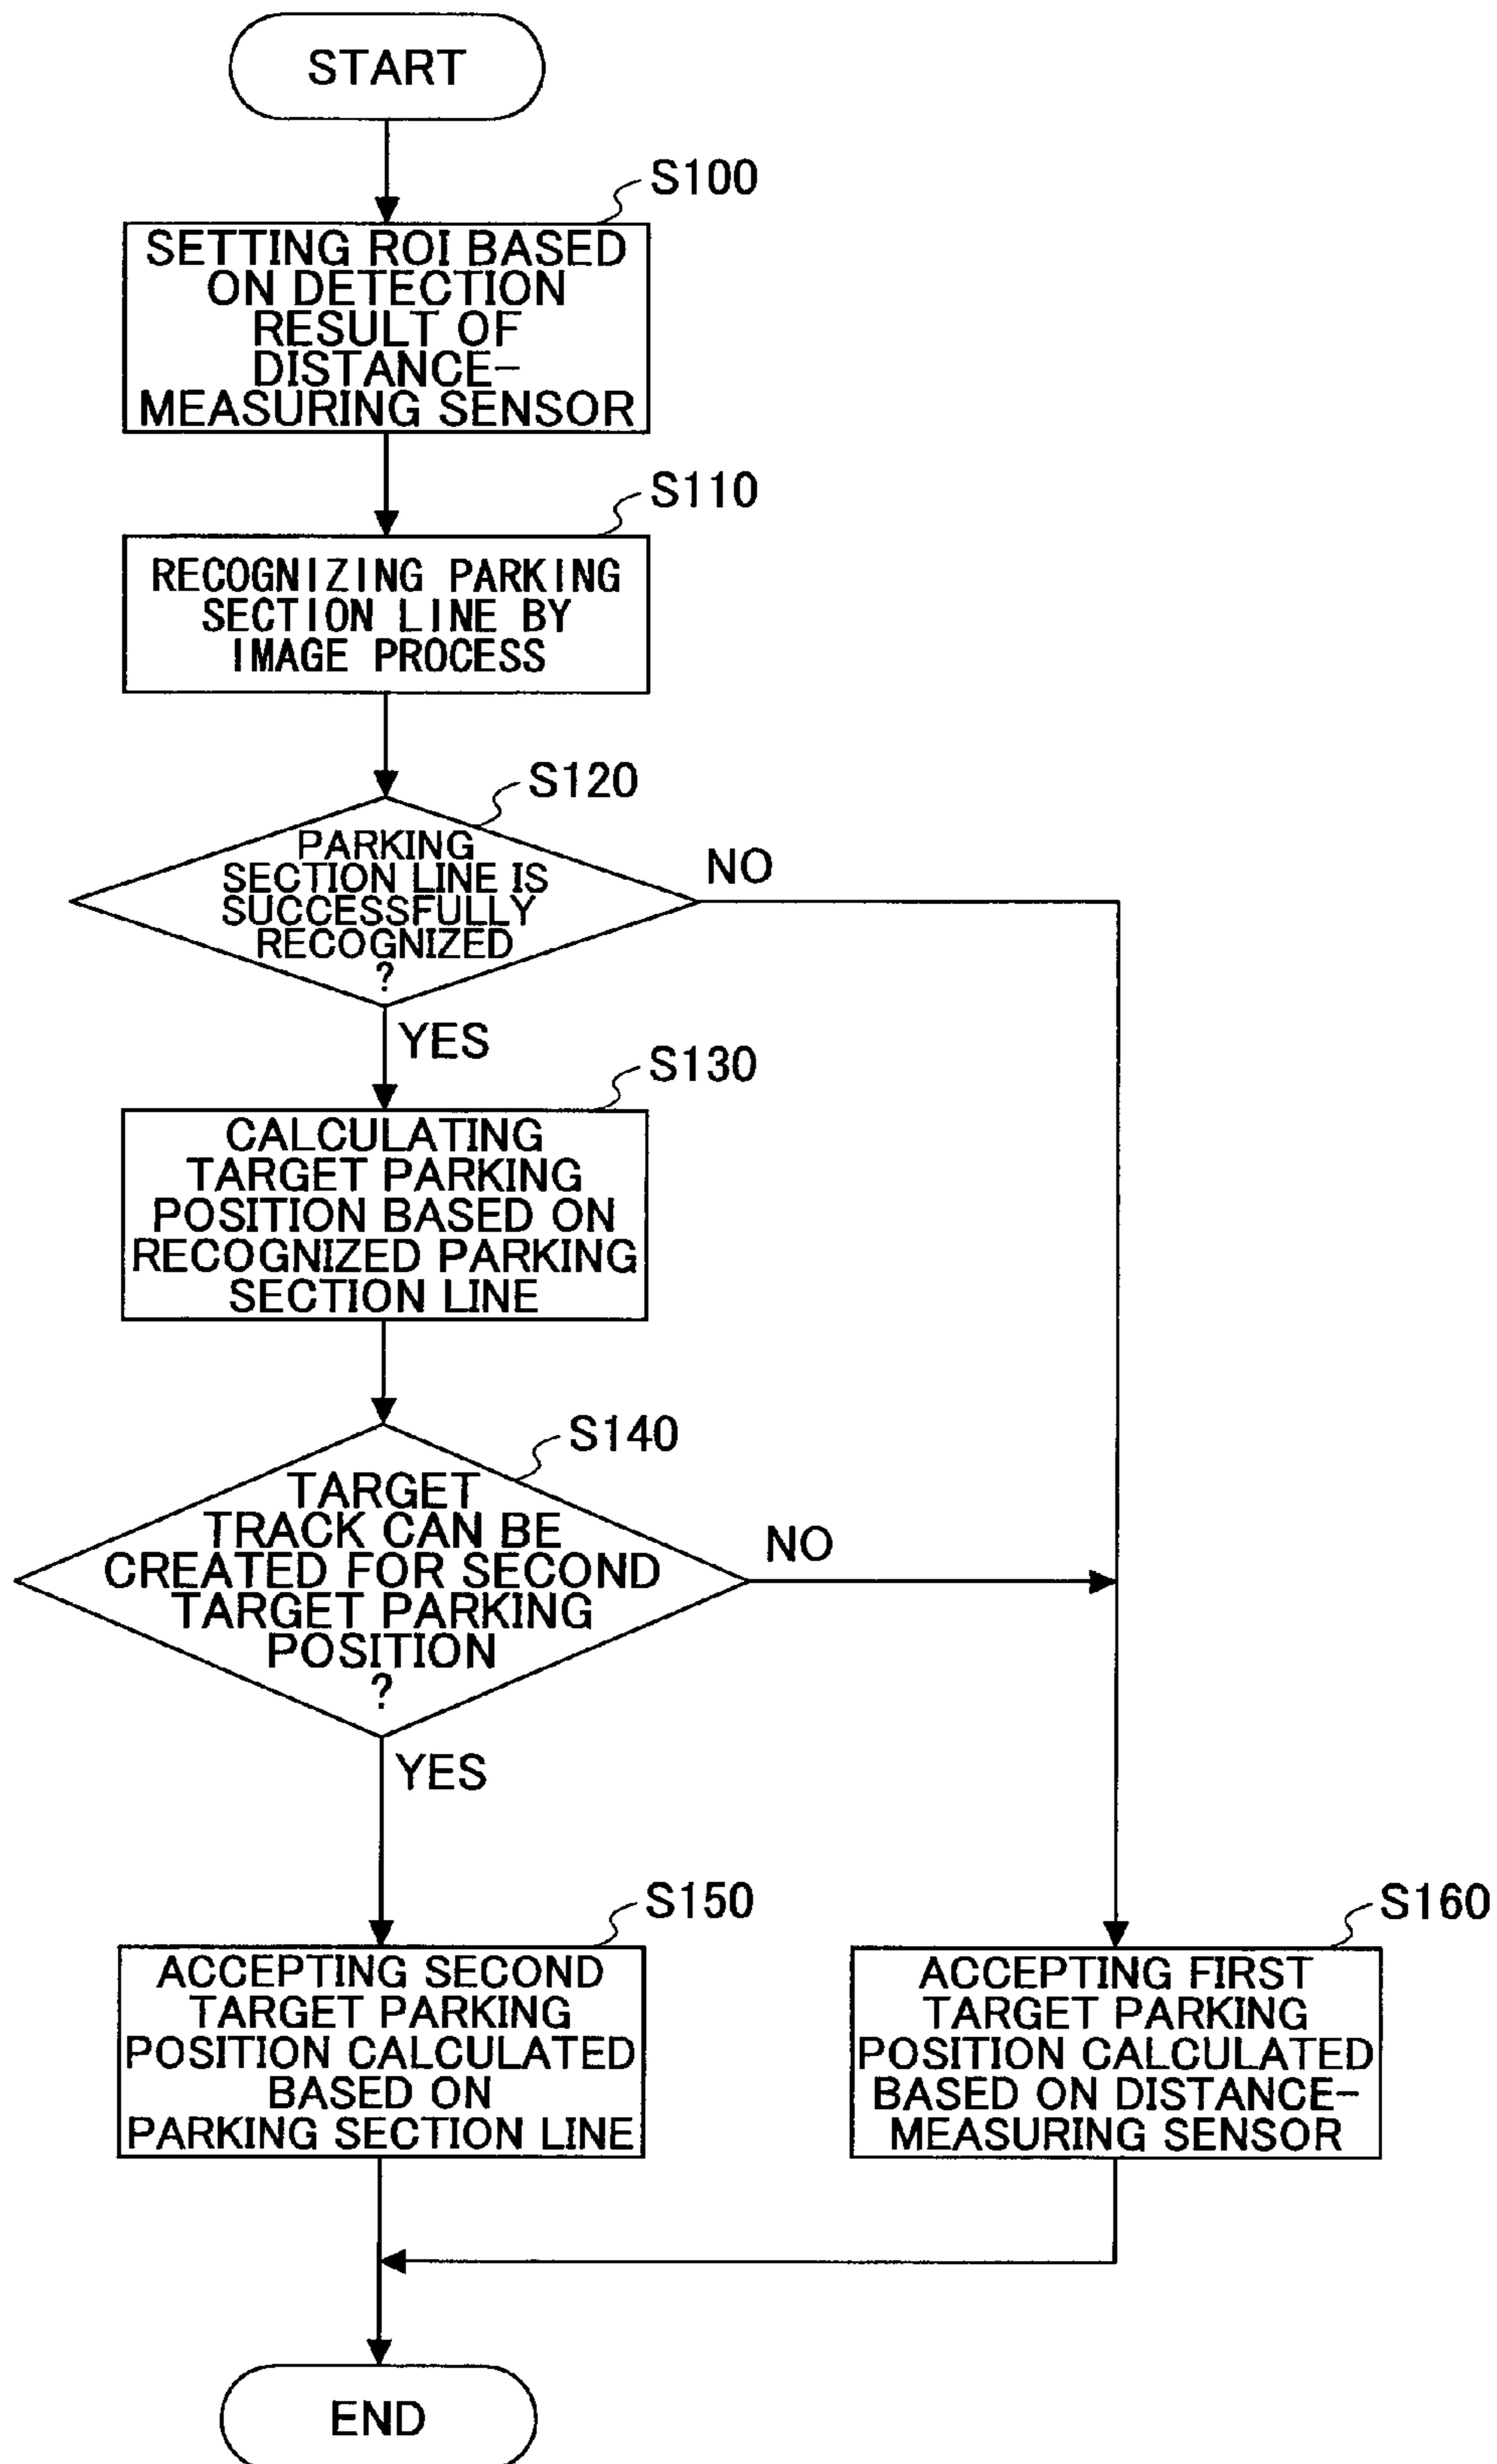 START
S100
SETTING ROI BASED
ON DETECTION
RESULT OF
DISTANCE-
MEASURING SENSOR
S110
RECOGNIZING PARKING
SECTION LINE BY
IMAGE PROCESS
S120
PARKING
SECTION LINE IS
SUCCESSFULLY
RECOGNIZED
?
NO
YES
S130
CALCULATING
TARGET PARKING
POSITION BASED ON
RECOGNIZED PARKING
SECTION LINE
S140
TARGET
TRACK CAN BE
CREATED FOR SECOND
TARGET PARKING
POSITION
?
NO
YES
S150
ACCEPTING SECOND
TARGET PARKING
POSITION CALCULATED
BASED ON
PARKING SECTION LINE
S160
ACCEPTING FIRST
TARGET PARKING
POSITION CALCULATED
BASED ON DISTANCE-
MEASURING SENSOR
END